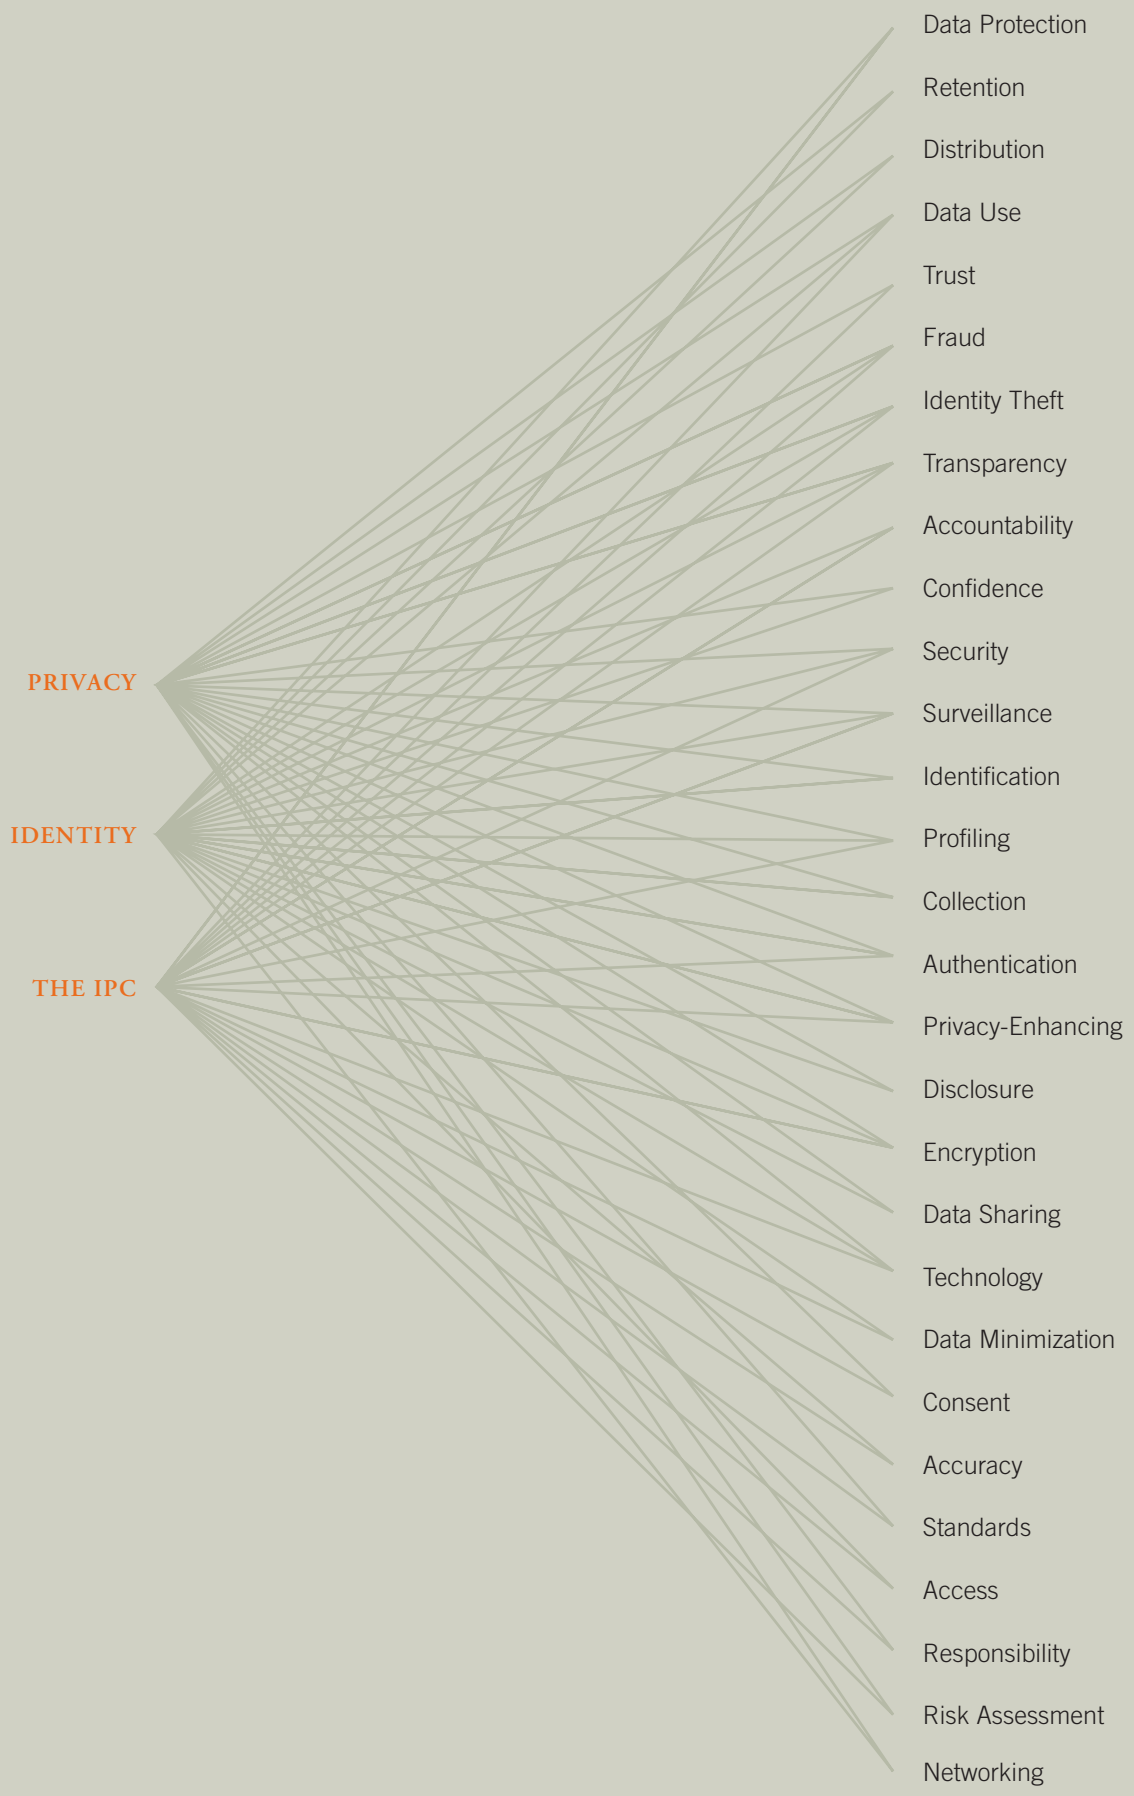 PRIVACY
IDENTITY
THE IPC
Data Protection
Retention
Distribution
Data Use
Trust
Fraud
Identity Theft
Transparency
Accountability
Confidence
Security
Surveillance
Identification
Profiling
Collection
Authentication
Privacy-Enhancing
Disclosure
Encryption
Data Sharing
Technology
Data Minimization
Consent
Accuracy
Standards
Access
Responsibility
Risk Assessment
Networking